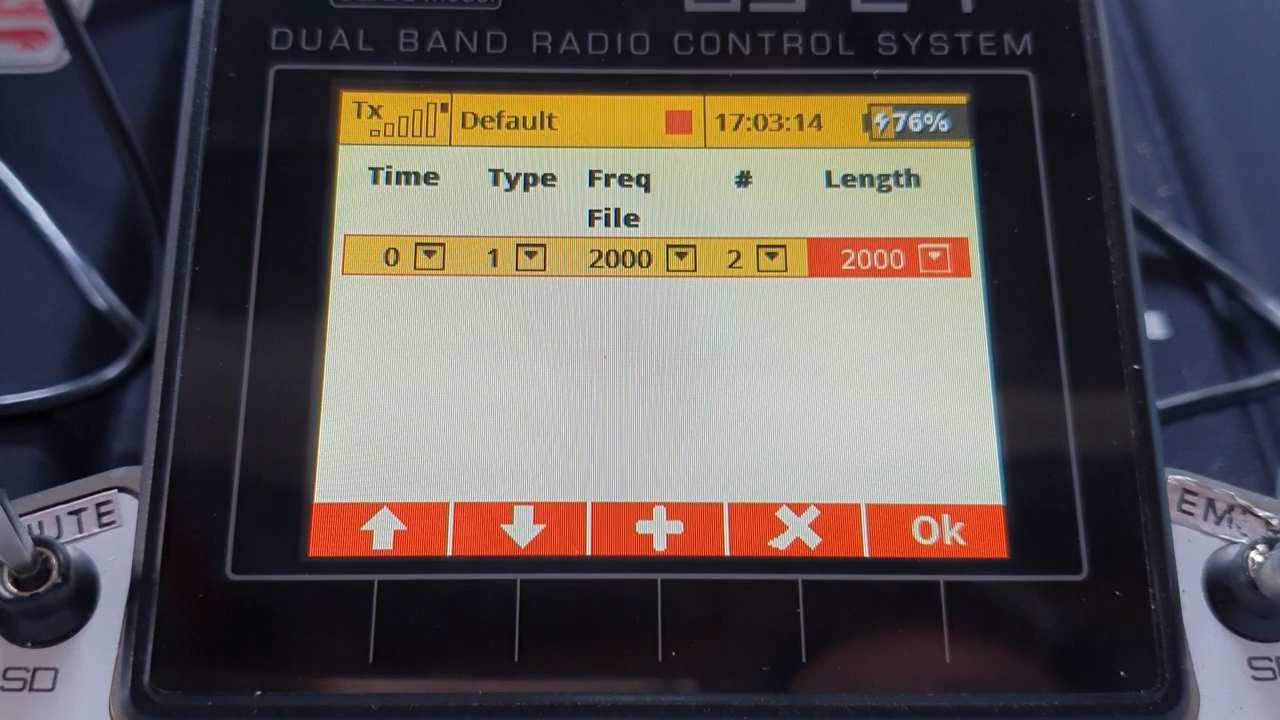 DUAL BAND RADIO CONTROL SYSTEM
Tx Default 17:03:14 76%
Time Type Freq # Length
File
0 1 2000 2 2000
Ok
SD